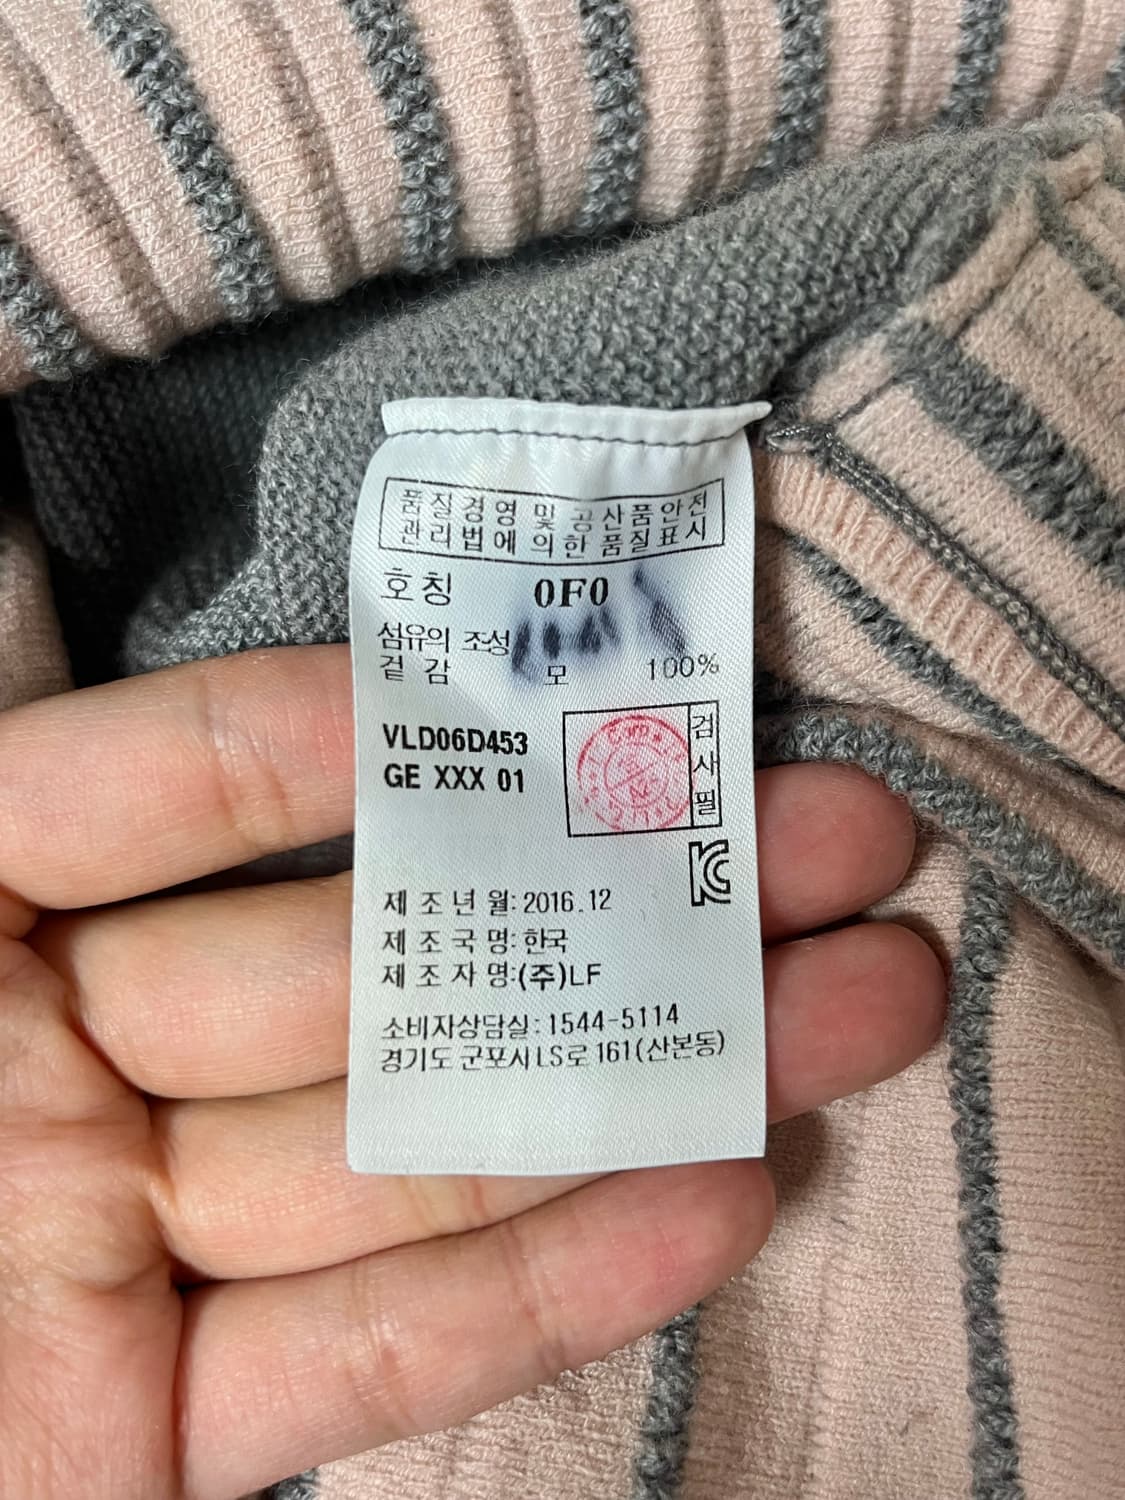 품질경영 및 공산품안전
관리법에 의한 품질표시
호칭 0F0
섬유의 조성
겉감 모 100%
VLD06D453
GE XXX 01
검사필
제조년월: 2016.12
제조국명: 한국
제조자명:(주)LF
소비자상담실: 1544-5114
경기도 군포시 LS로 161(산본동)